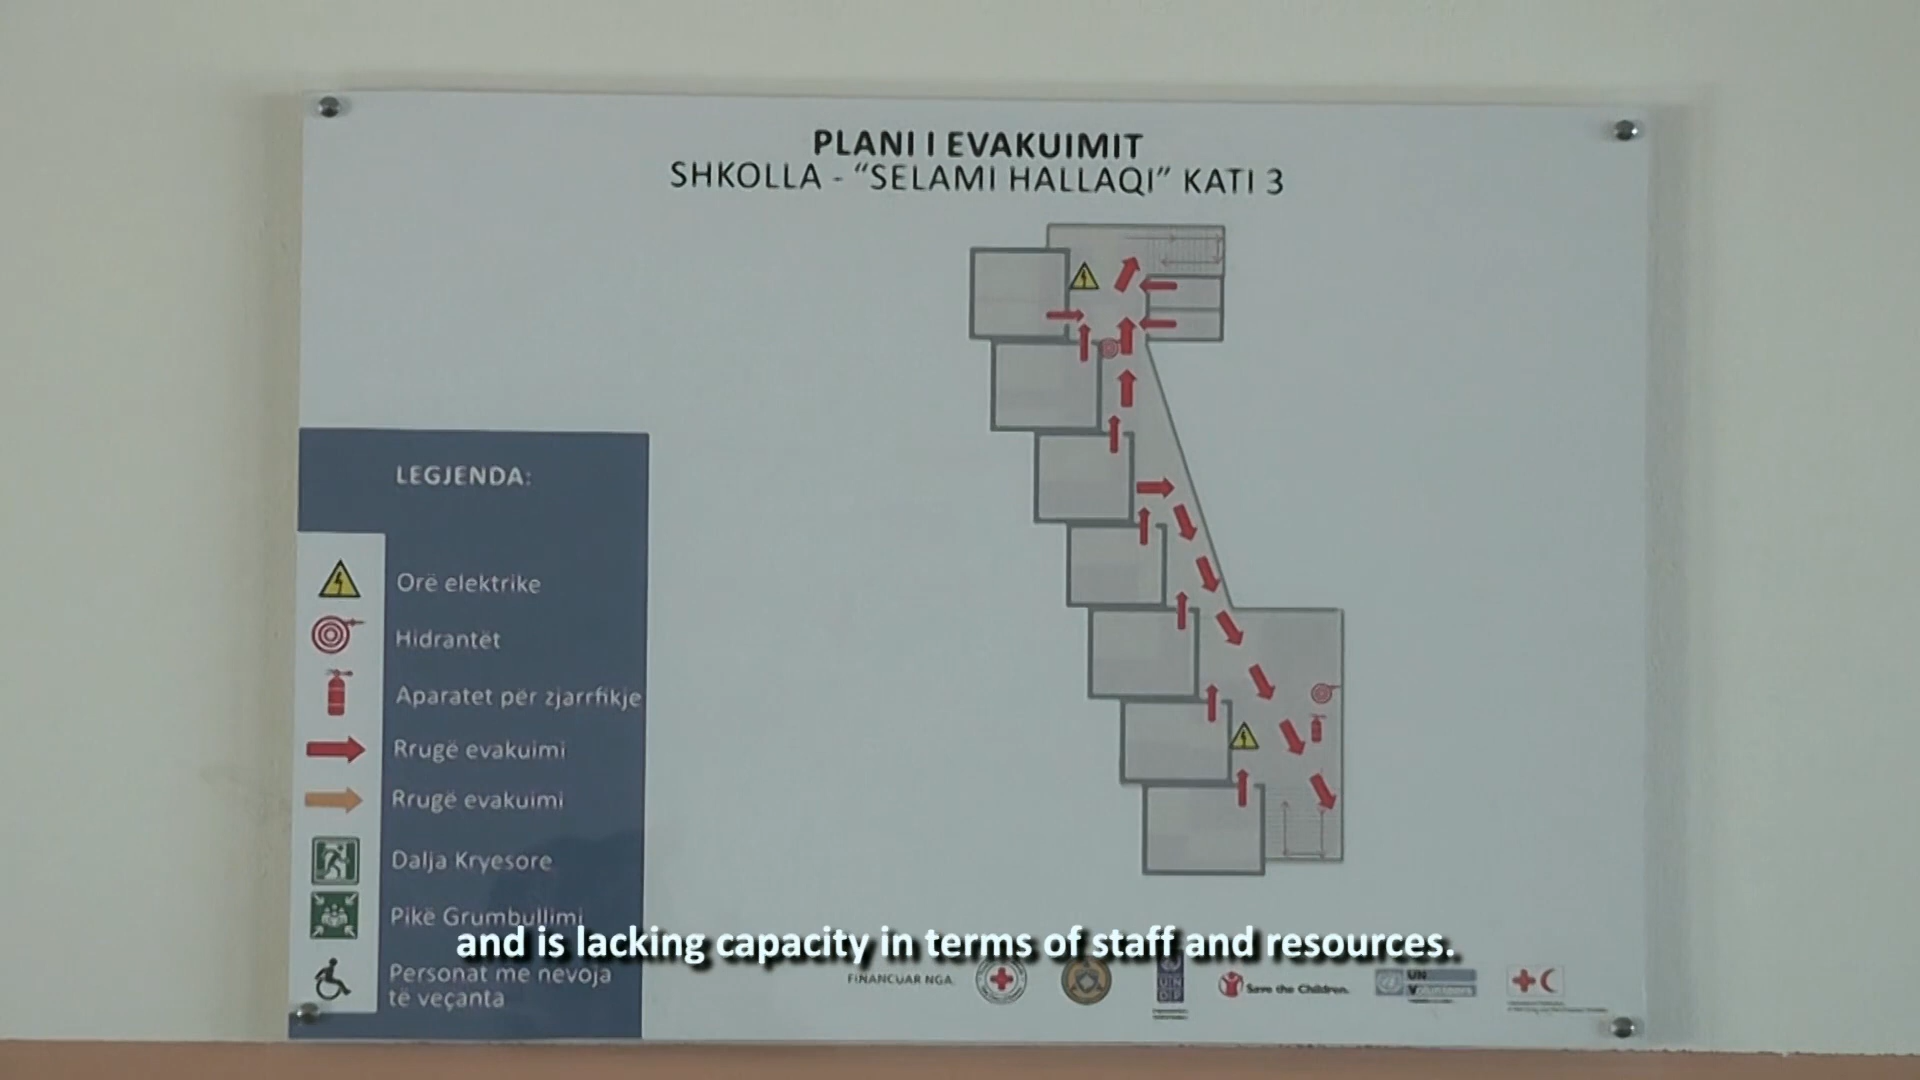 PLANI I EVAKUIMIT
SHKOLLA - “SELAMI HALLAQI” KATI 3
LEGJENDA:
Orë elektrike
Hidrantët
Aparatet për zjarrfikje
Rrugë evakuimi
Rrugë evakuimi
Dalja Kryesore
Pikë Grumbullimi
Personat me nevoja
të veçanta
and is lacking capacity in terms of staff and resources.
FINANCUAR NGA
Save the Children.
UN
Volunteers